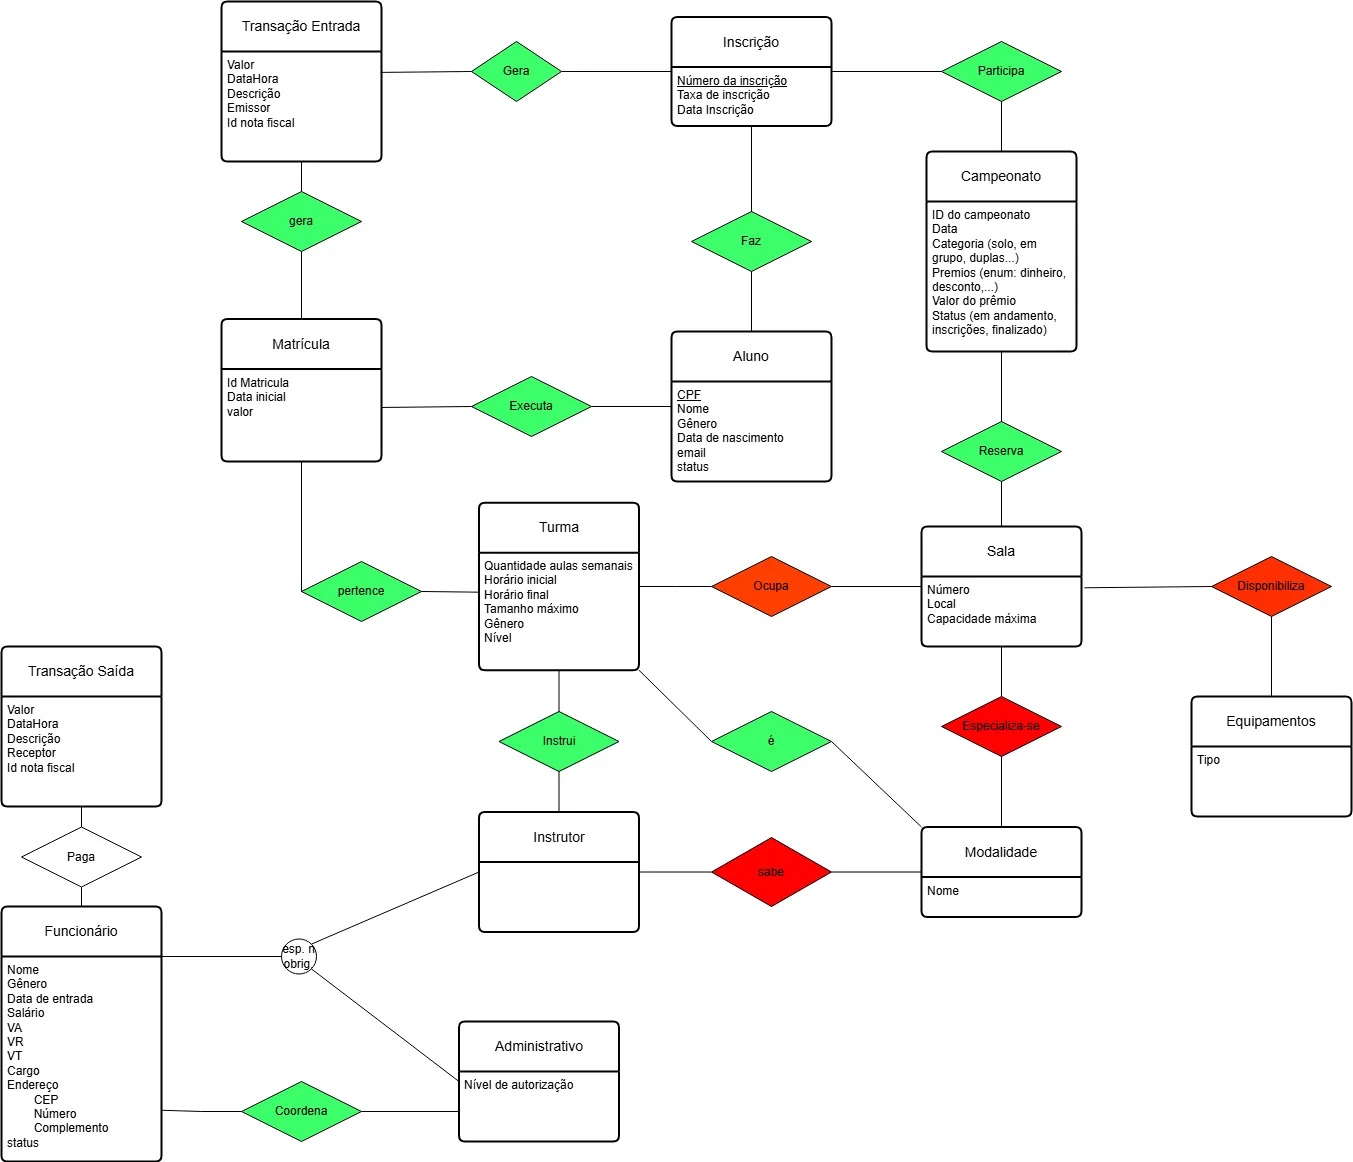 Transação Entrada
Valor
DataHora
Descrição
Emissor
Id nota fiscal
Gera
Inscrição
Número da inscrição
Taxa de inscrição
Data Inscrição
Participa
Campeonato
ID do campeonato
Data
Categoria (solo, em
grupo, duplas...)
Premios (enum: dinheiro,
desconto,...)
Valor do prêmio
Status (em andamento,
inscrições, finalizado)
gera
Faz
Matrícula
Id Matricula
Data inicial
valor
Executa
Aluno
CPF
Nome
Gênero
Data de nascimento
email
status
Reserva
pertence
Turma
Quantidade aulas semanais
Horário inicial
Horário final
Tamanho máximo
Gênero
Nível
Ocupa
Sala
Número
Local
Capacidade máxima
Disponibiliza
Equipamentos
Tipo
Transação Saída
Valor
DataHora
Descrição
Receptor
Id nota fiscal
Instrui
é
Especializa-se
Paga
Instrutor
sabe
Modalidade
Nome
Funcionário
Nome
Gênero
Data de entrada
Salário
VA
VR
VT
Cargo
Endereço
CEP
Número
Complemento
status
esp. n
obrig.
Coordena
Administrativo
Nível de autorização